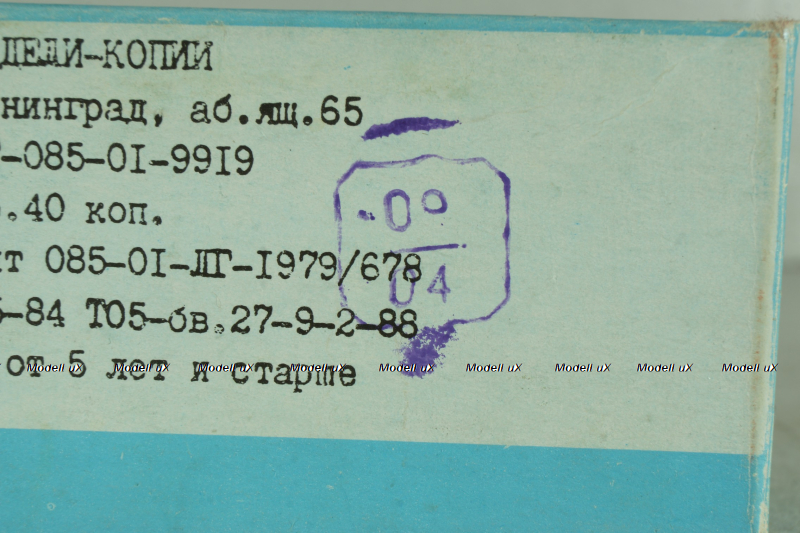 ДЕЛИ-КОПИИ
нинград, аб.ящ.65
-085-01-9919
.40 коп.
т 085-01-ЛГ-1979/678
-84 Т05-бв.27-9-2-88
от 5 лет и старше
04
Modell uX Modell uX Modell uX Modell uX Modell uX Modell uX Modell uX Modell uX Modell uX